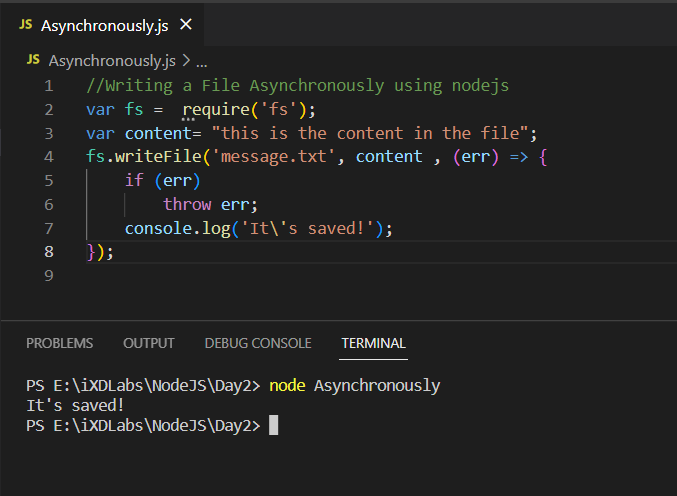 JS Asynchronously.js ×
JS Asynchronously.js > ...
1 //Writing a File Asynchronously using nodejs
2 var fs =  require('fs');
3 var content= "this is the content in the file";
4 fs.writeFile('message.txt', content , (err) => {
5     if (err)
6         throw err;
7     console.log('It\'s saved!');
8 });
9
PROBLEMS OUTPUT DEBUG CONSOLE TERMINAL
PS E:\iXDLabs\NodeJS\Day2> node Asynchronously
It's saved!
PS E:\iXDLabs\NodeJS\Day2>